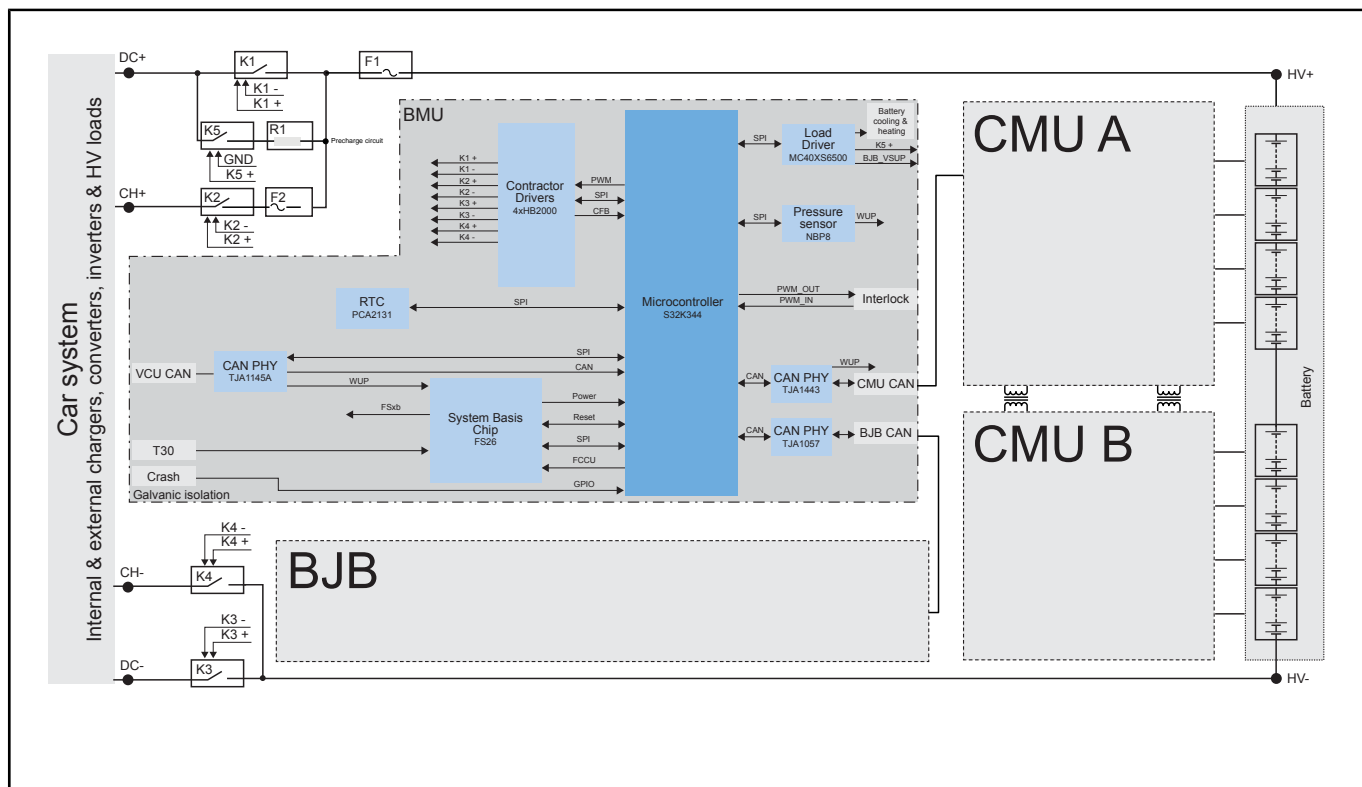 Car system
Internal & external chargers, converters, inverters & HV loads
DC+
K1
K1 -
K1 +
F1
HV+
K5
R1
Precharge circuit
GND
K5 +
CH+
K2
F2
K2 -
K2 +
BMU
K1 +
K1 -
K2 +
K2 -
K3 +
K3 -
K4 +
K4 -
Contractor
Drivers
4xHB2000
PWM
SPI
CFB
RTC
PCA2131
SPI
VCU CAN
CAN PHY
TJA1145A
SPI
CAN
WUP
FSxb
System Basis
Chip
FS26
Power
Reset
SPI
FCCU
T30
Crash
GPIO
Galvanic isolation
Microcontroller
S32K344
SPI
Load
Driver
MC40XS6500
Battery
cooling &
heating
K5 +
BJB_VSUP
SPI
Pressure
sensor
NBP8
WUP
PWM_OUT
PWM_IN
Interlock
CAN
CAN PHY
TJA1443
WUP
CMU CAN
CAN
CAN PHY
TJA1057
BJB CAN
CMU A
CMU B
Battery
K4 -
K4 +
CH-
K4
K3 -
K3 +
DC-
K3
BJB
HV-